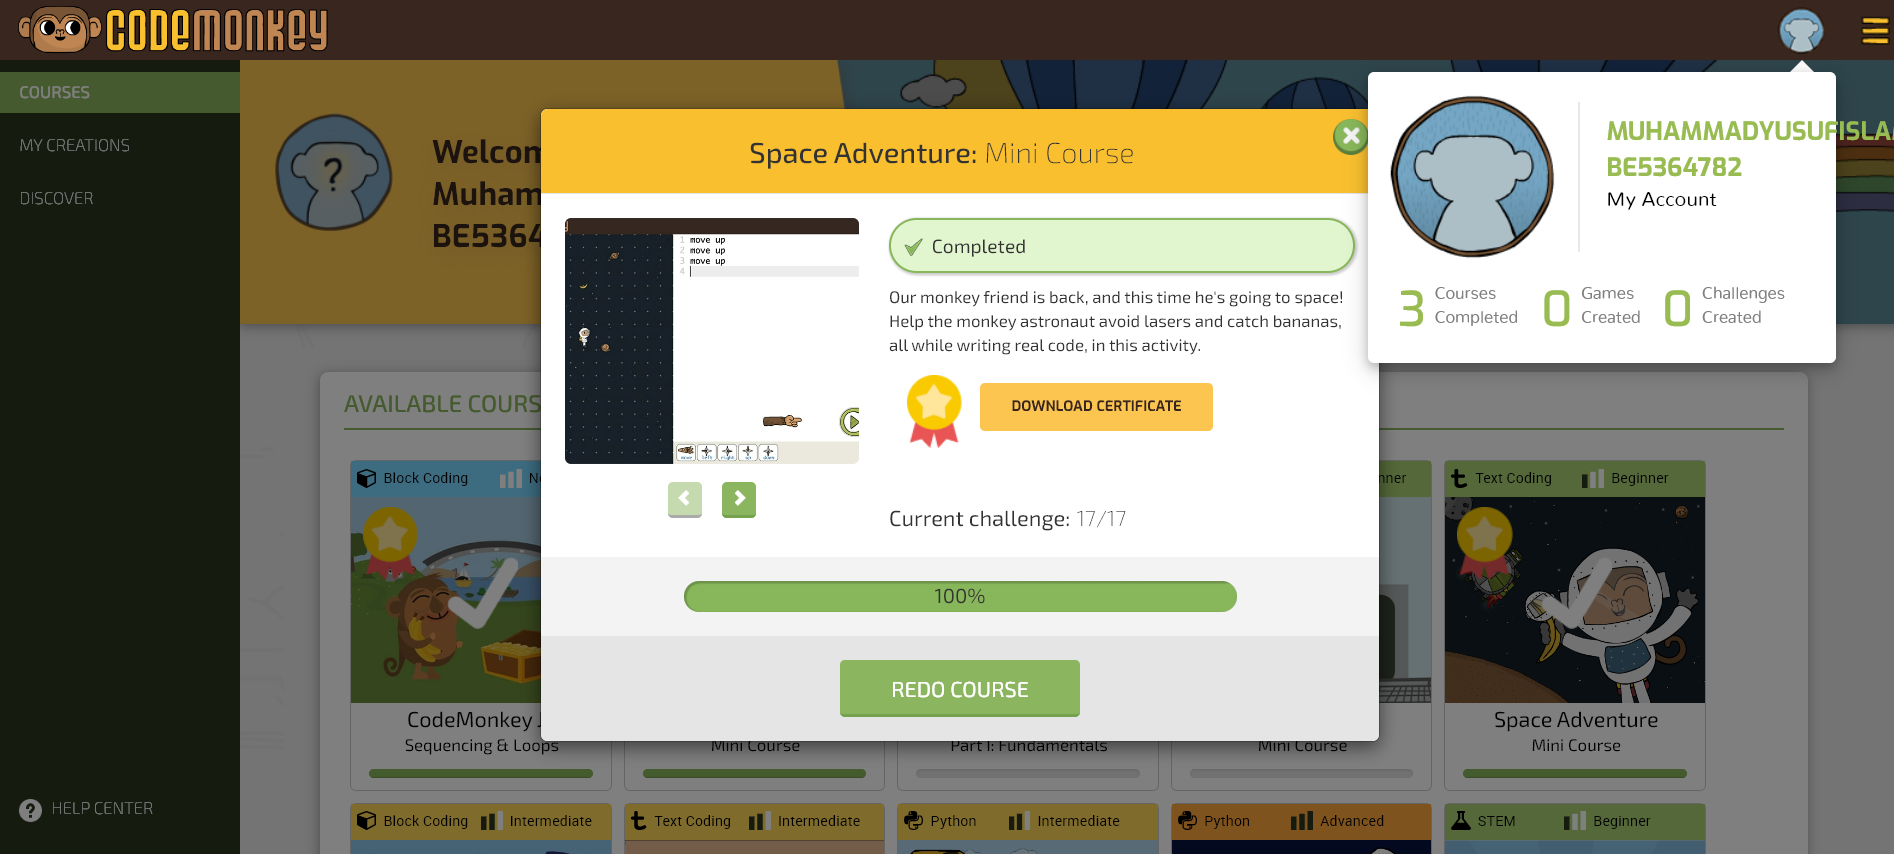 CODEMONKEY
COURSES
MY CREATIONS
DISCOVER
HELP CENTER
?
Welcom
Muham
BE5364
Space Adventure: Mini Course
1 move up
2 move up
3 move up
4
move left right up down
Completed
Our monkey friend is back, and this time he's going to space!
Help the monkey astronaut avoid lasers and catch bananas,
all while writing real code, in this activity.
DOWNLOAD CERTIFICATE
Current challenge: 17/17
100%
REDO COURSE
MUHAMMADYUSUFISLA
BE5364782
My Account
3 Courses Completed
0 Games Created
0 Challenges Created
AVAILABLE COURS
Block Coding
CodeMonkey J
Sequencing & Loops
Mini Course
Part I: Fundamentals
Mini Course
Text Coding Beginner
Space Adventure
Mini Course
Block Coding Intermediate
Text Coding Intermediate
Python Intermediate
Python Advanced
STEM Beginner